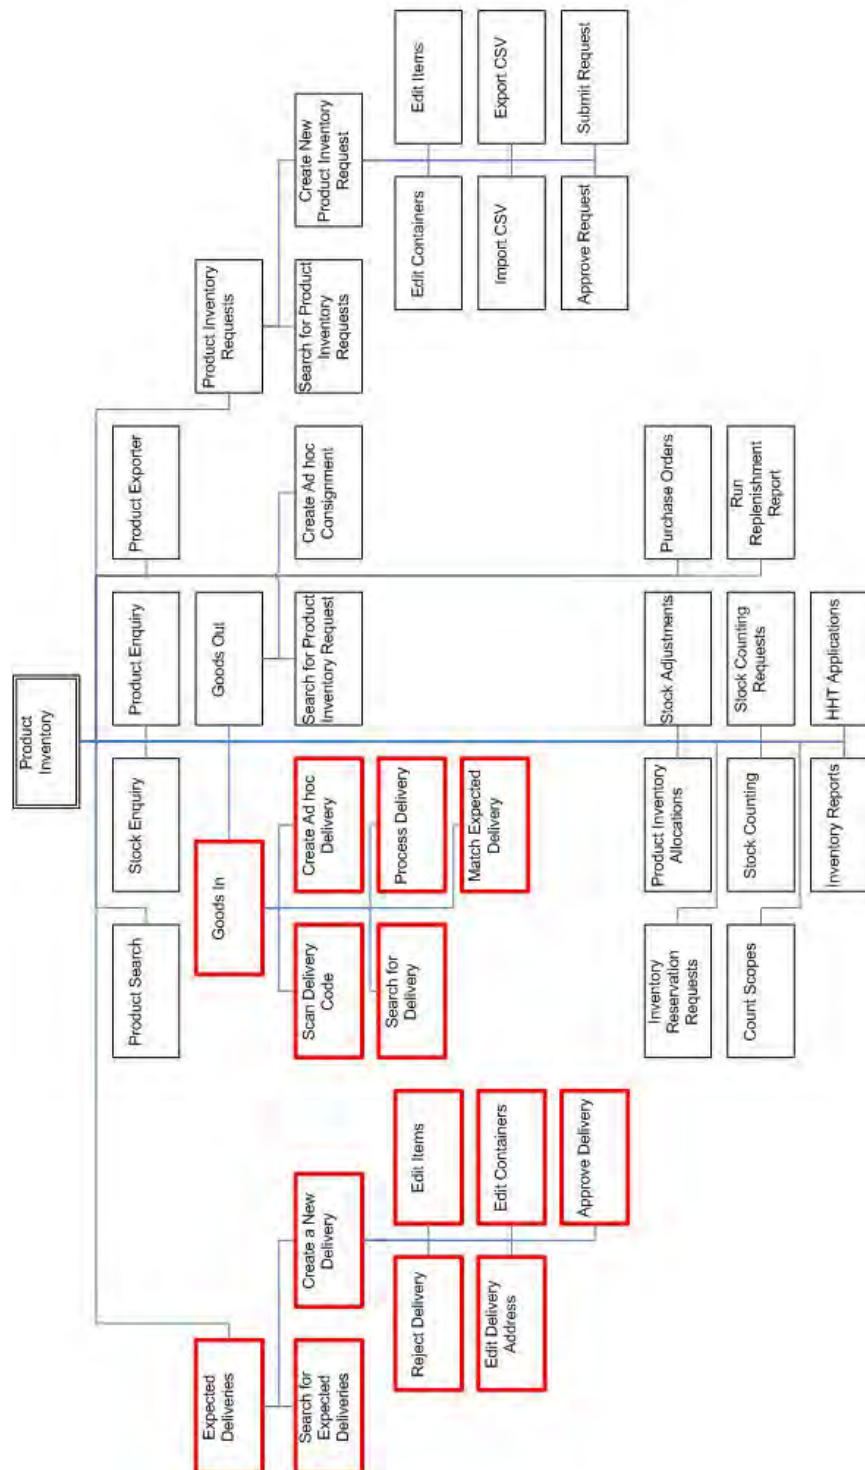 Product
Inventory
Product Search
Stock Enquiry
Product Enquiry
Product Exporter
Expected
Deliveries
Goods In
Goods Out
Product Inventory
Requests
Search for
Expected
Deliveries
Create a New
Delivery
Scan Delivery
Code
Create Ad hoc
Delivery
Search for Product
Inventory Request
Create Ad hoc
Consignment
Search for Product
Inventory
Requests
Create New
Product Inventory
Request
Reject Delivery
Edit Items
Search for
Delivery
Process Delivery
Edit Containers
Edit Items
Edit Delivery
Address
Edit Containers
Match Expected
Delivery
Import CSV
Export CSV
Approve Delivery
Approve Request
Submit Request
Inventory
Reservation
Requests
Product Inventory
Allocations
Stock Adjustments
Purchase Orders
Count Scopes
Stock Counting
Stock Counting
Requests
Run
Replenishment
Report
Inventory Reports
HHT Applications